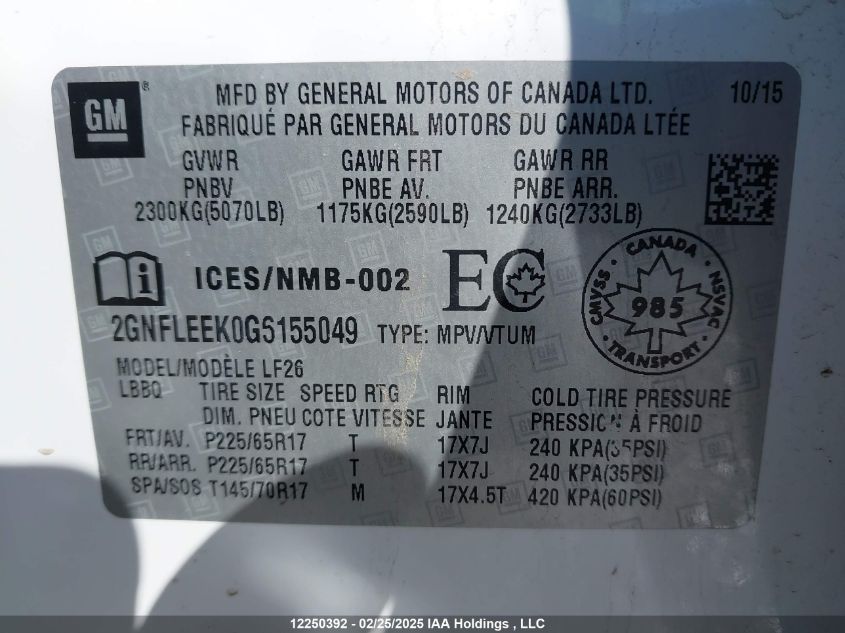 GM ®
MFD BY GENERAL MOTORS OF CANADA LTD. 10/15
FABRIQUÉ PAR GENERAL MOTORS DU CANADA LTÉE
GVWR GAWR FRT GAWR RR
PNBV PNBE AV. PNBE ARR.
2300KG(5070LB) 1175KG(2590LB) 1240KG(2733LB)
i ICES/NMB-002 EC
CANADA
CMVSS 985 NSVAC
TRANSPORT
2GNFLEEK0G6155049 TYPE: MPV/VTUM
MODEL/MODÈLE LF26
LBBQ TIRE SIZE SPEED RTG RIM COLD TIRE PRESSURE
DIM. PNEU COTE VITESSE JANTE PRESSION À FROID
FRT/AV. P225/65R17 T 17X7J 240 KPA(35PSI)
RR/ARR. P225/65R17 T 17X7J 240 KPA(35PSI)
SPA/SOS T145/70R17 M 17X4.5T 420 KPA(60PSI)
12250392 - 02/25/2025 IAA Holdings , LLC